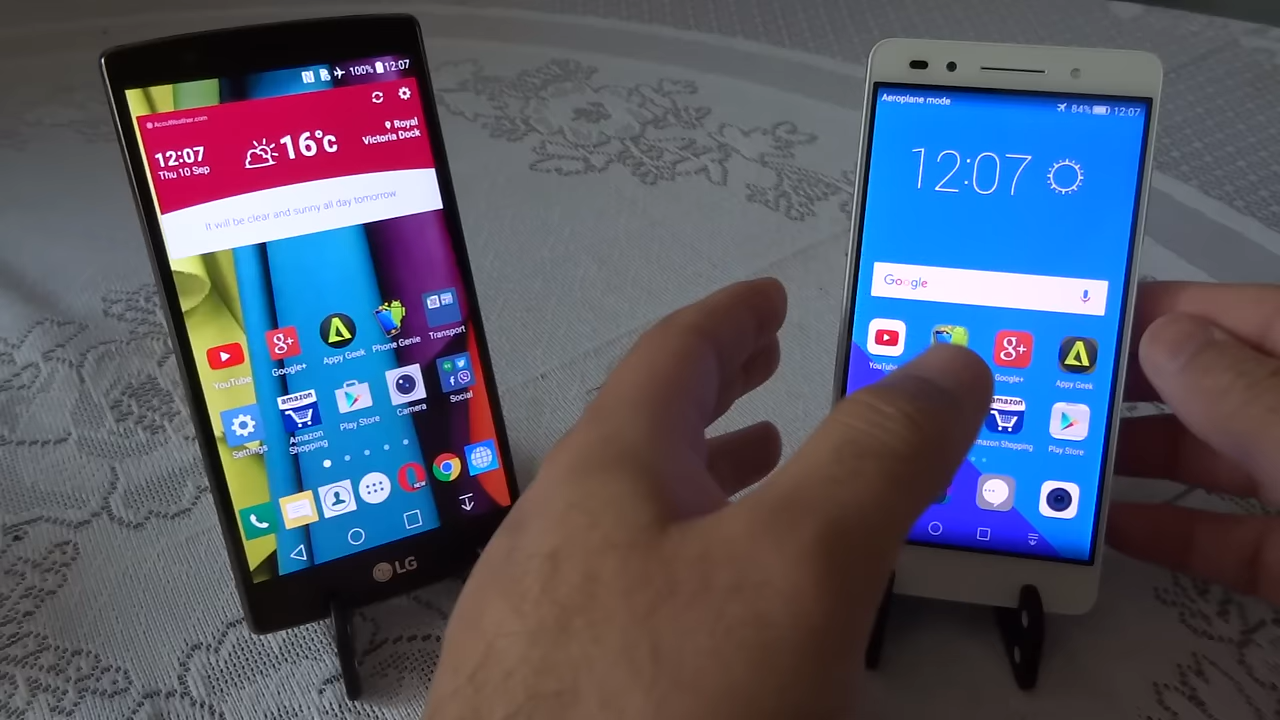 100% 12:07
AccuWeather.com
12:07
Thu 10 Sep
16°C
Royal
Victoria Dock
It will be clear and sunny all day tomorrow
YouTube
Google+
Appy Geek
Phone Genie
Transport
Settings
amazon
Amazon
Shopping
Play Store
Camera
Social
NEW
LG
Aeroplane mode
84% 12:07
12:07
Google
g+
Google+
Appy Geek
amazon
Amazon Shopping
Play Store